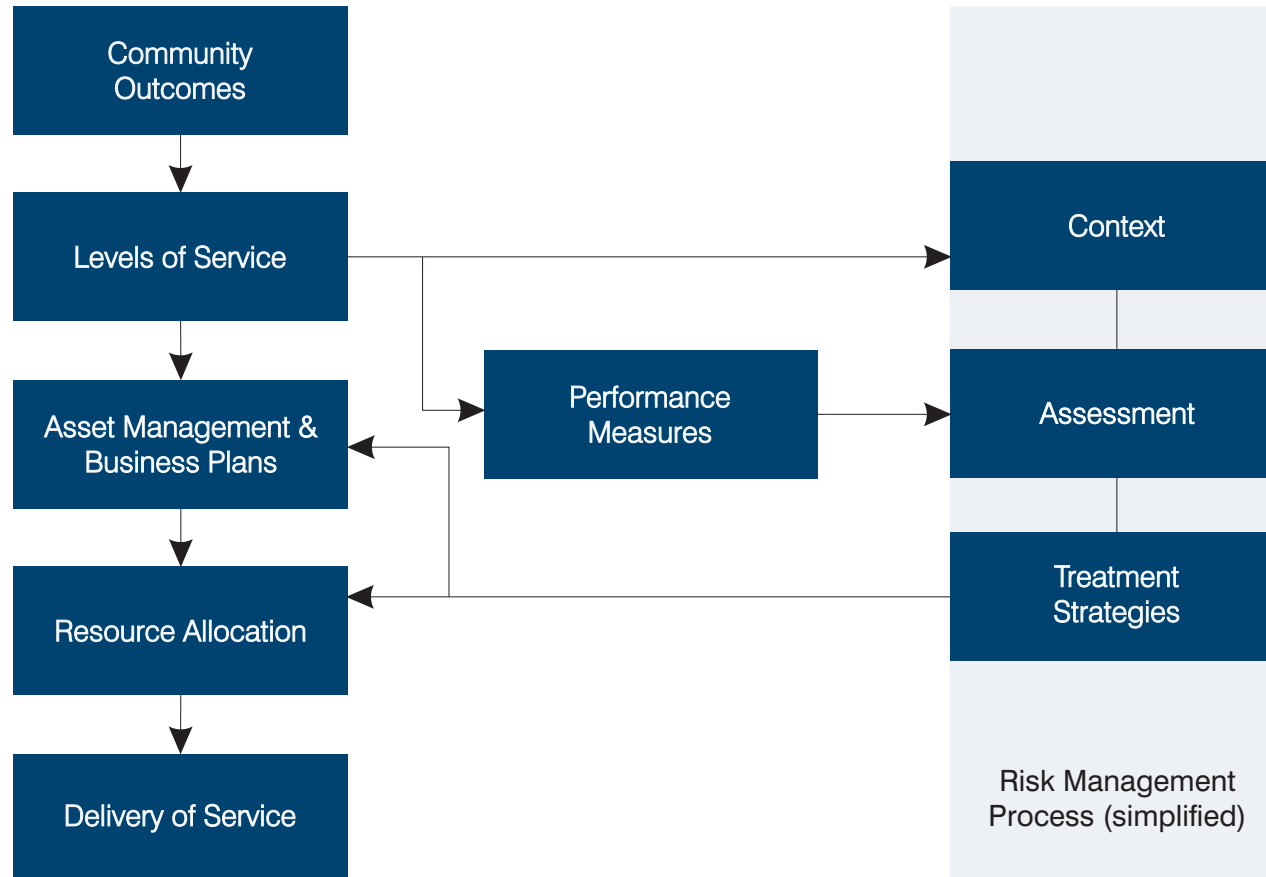 Community
Outcomes
Levels of Service
Context
Performance
Measures
Assessment
Asset Management &
Business Plans
Treatment
Strategies
Resource Allocation
Delivery of Service
Risk Management
Process (simplified)